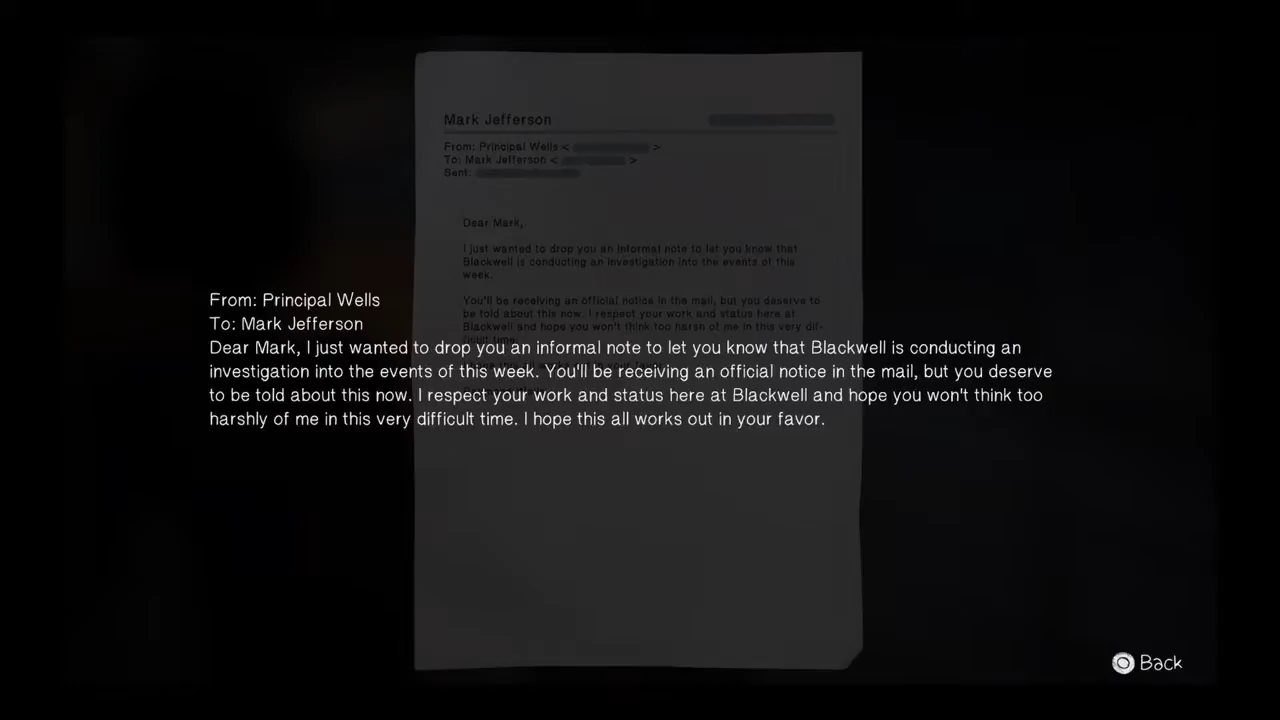 Mark Jefferson
From: Principal Wells < >
To: Mark Jefferson < >
Sent:
Dear Mark,
I just wanted to drop you an informal note to let you know that
Blackwell is conducting an investigation into the events of this
week.
You'll be receiving an official notice in the mail, but you deserve to
be told about this now. I respect your work and status here at
Blackwell and hope you won't think too harsh of me in this very dif-
ficult time.
From: Principal Wells
To: Mark Jefferson
Dear Mark, I just wanted to drop you an informal note to let you know that Blackwell is conducting an
investigation into the events of this week. You'll be receiving an official notice in the mail, but you deserve
to be told about this now. I respect your work and status here at Blackwell and hope you won't think too
harshly of me in this very difficult time. I hope this all works out in your favor.
Back